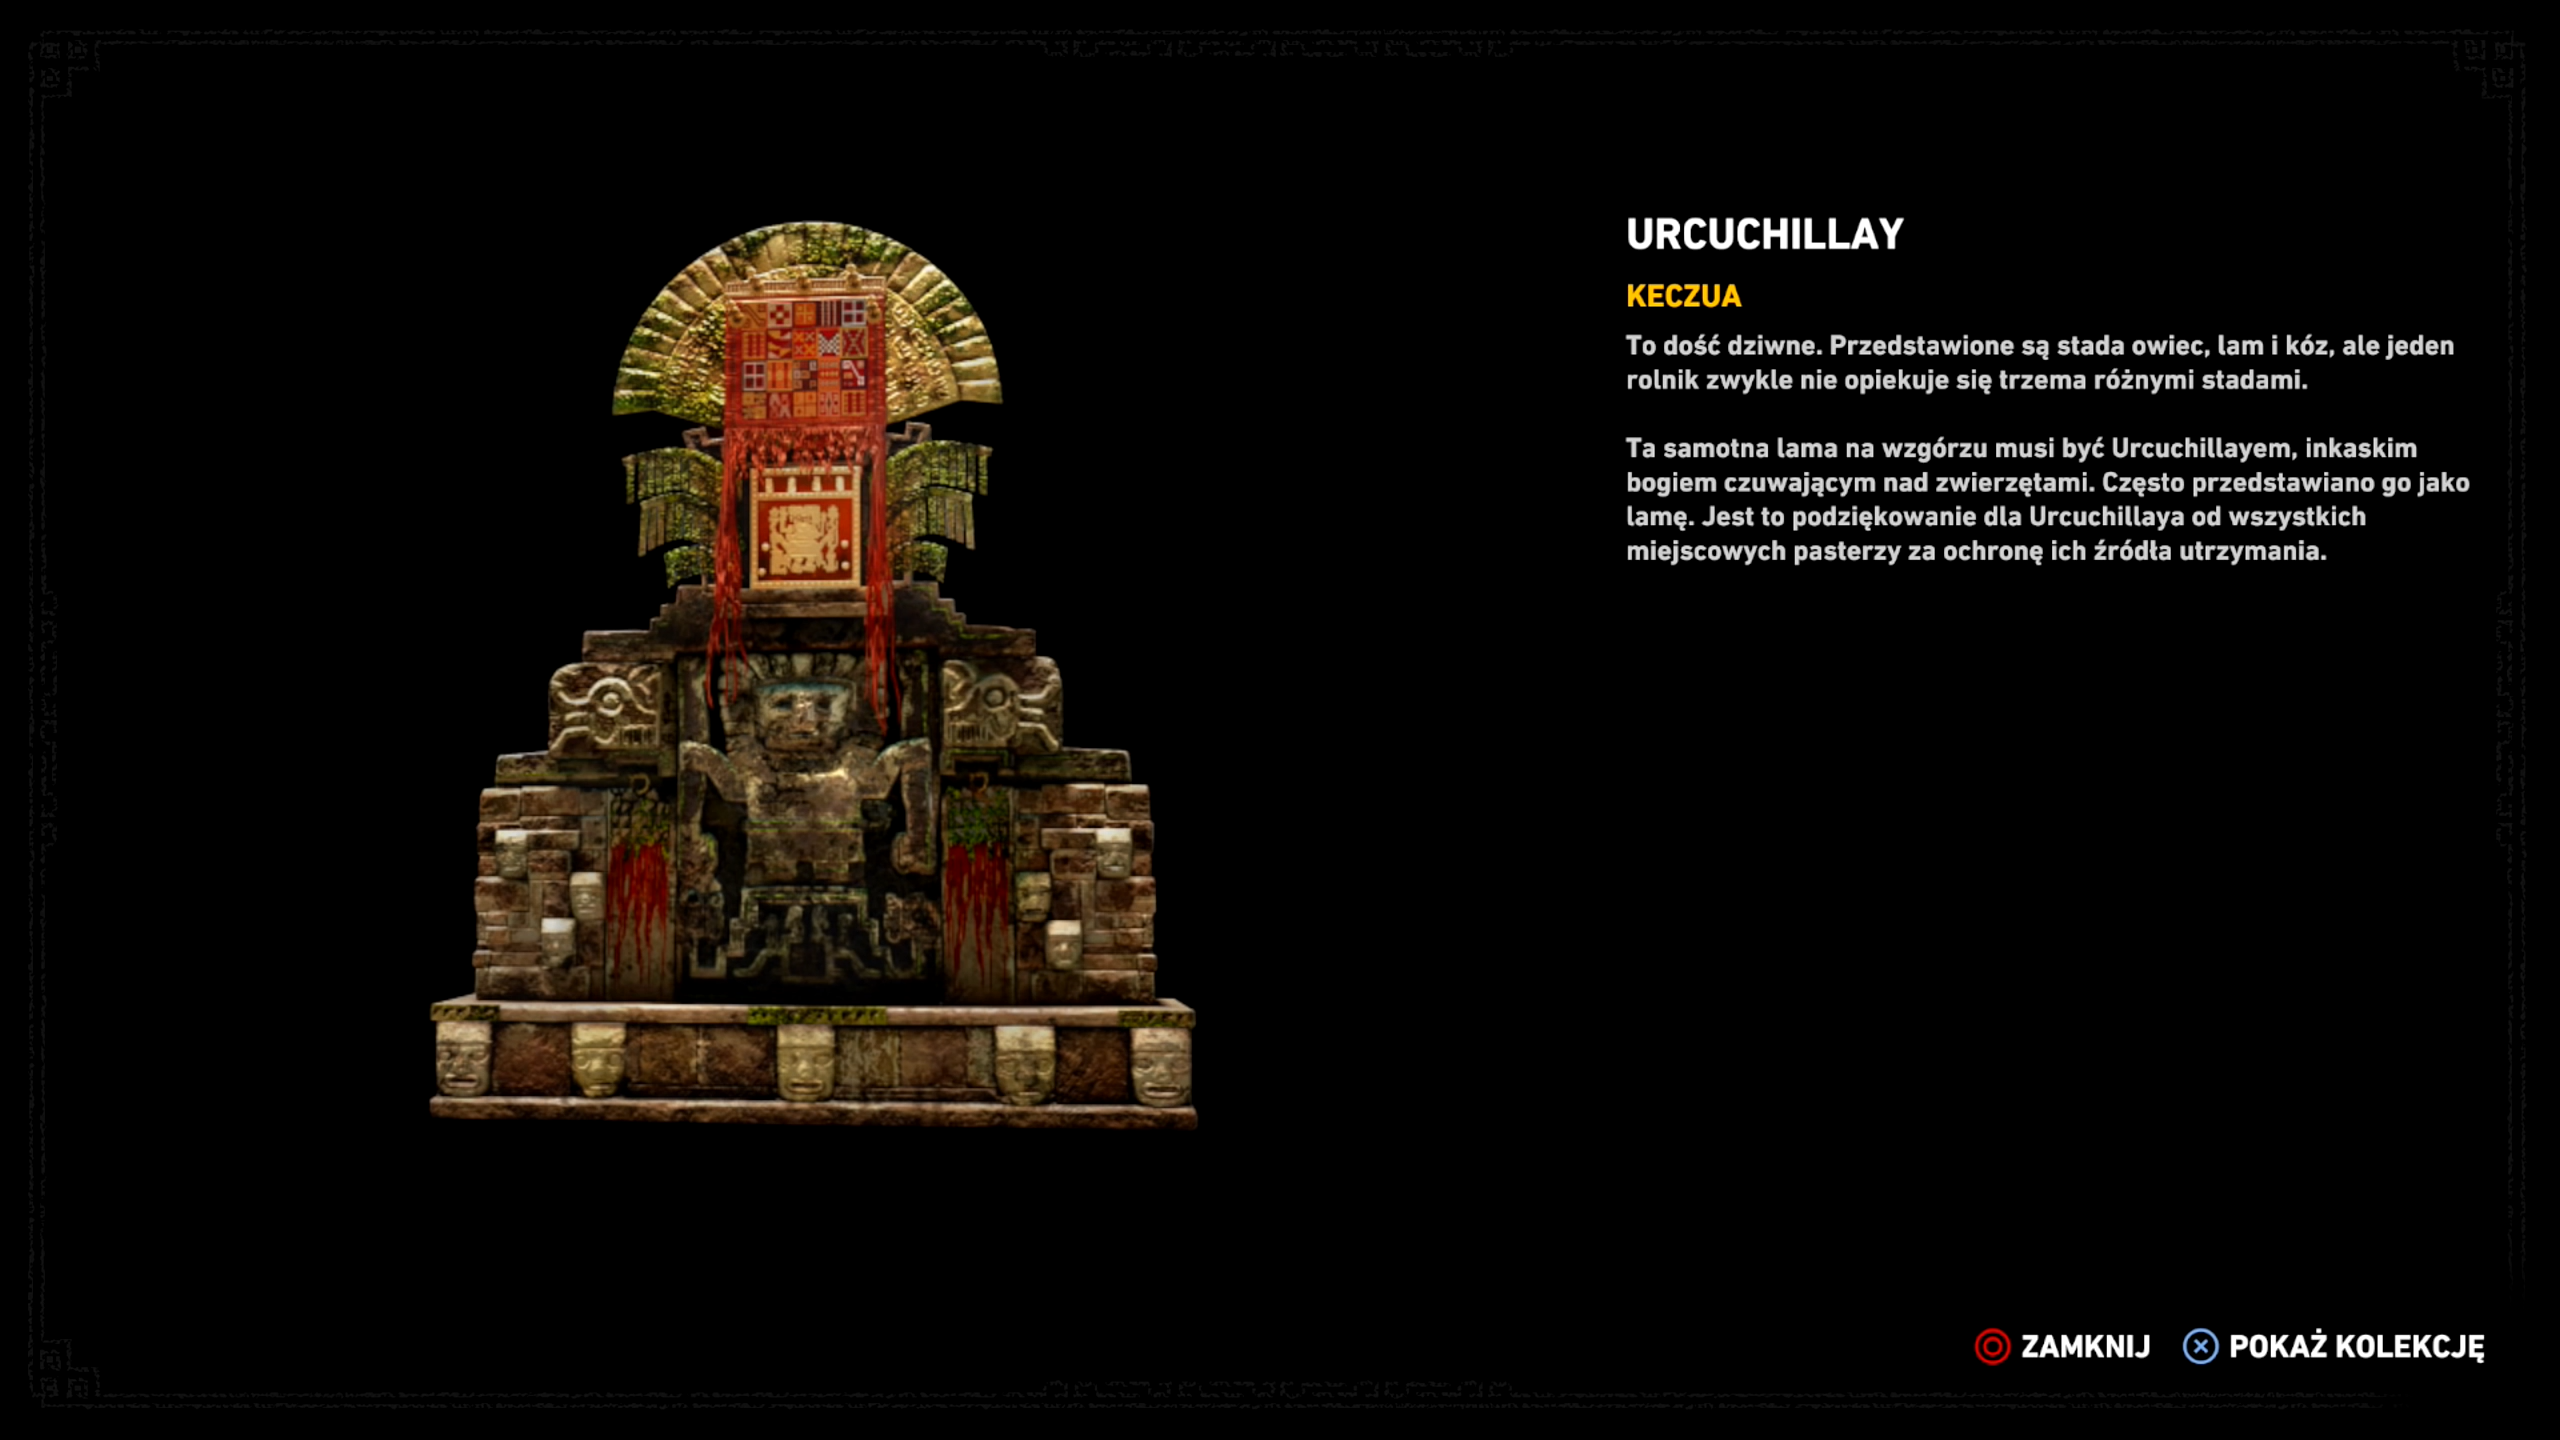 URCUCHILLAY
KECZUA
To dość dziwne. Przedstawione są stada owiec, lam i kóz, ale jeden
rolnik zwykle nie opiekuje się trzema różnymi stadami.
Ta samotna lama na wzgórzu musi być Urcuchillayem, inkaskim
bogiem czuwającym nad zwierzętami. Często przedstawiano go jako
lamę. Jest to podziękowanie dla Urcuchillaya od wszystkich
miejscowych pasterzy za ochronę ich źródła utrzymania.
ZAMKNIJ POKAŻ KOLEKCJĘ